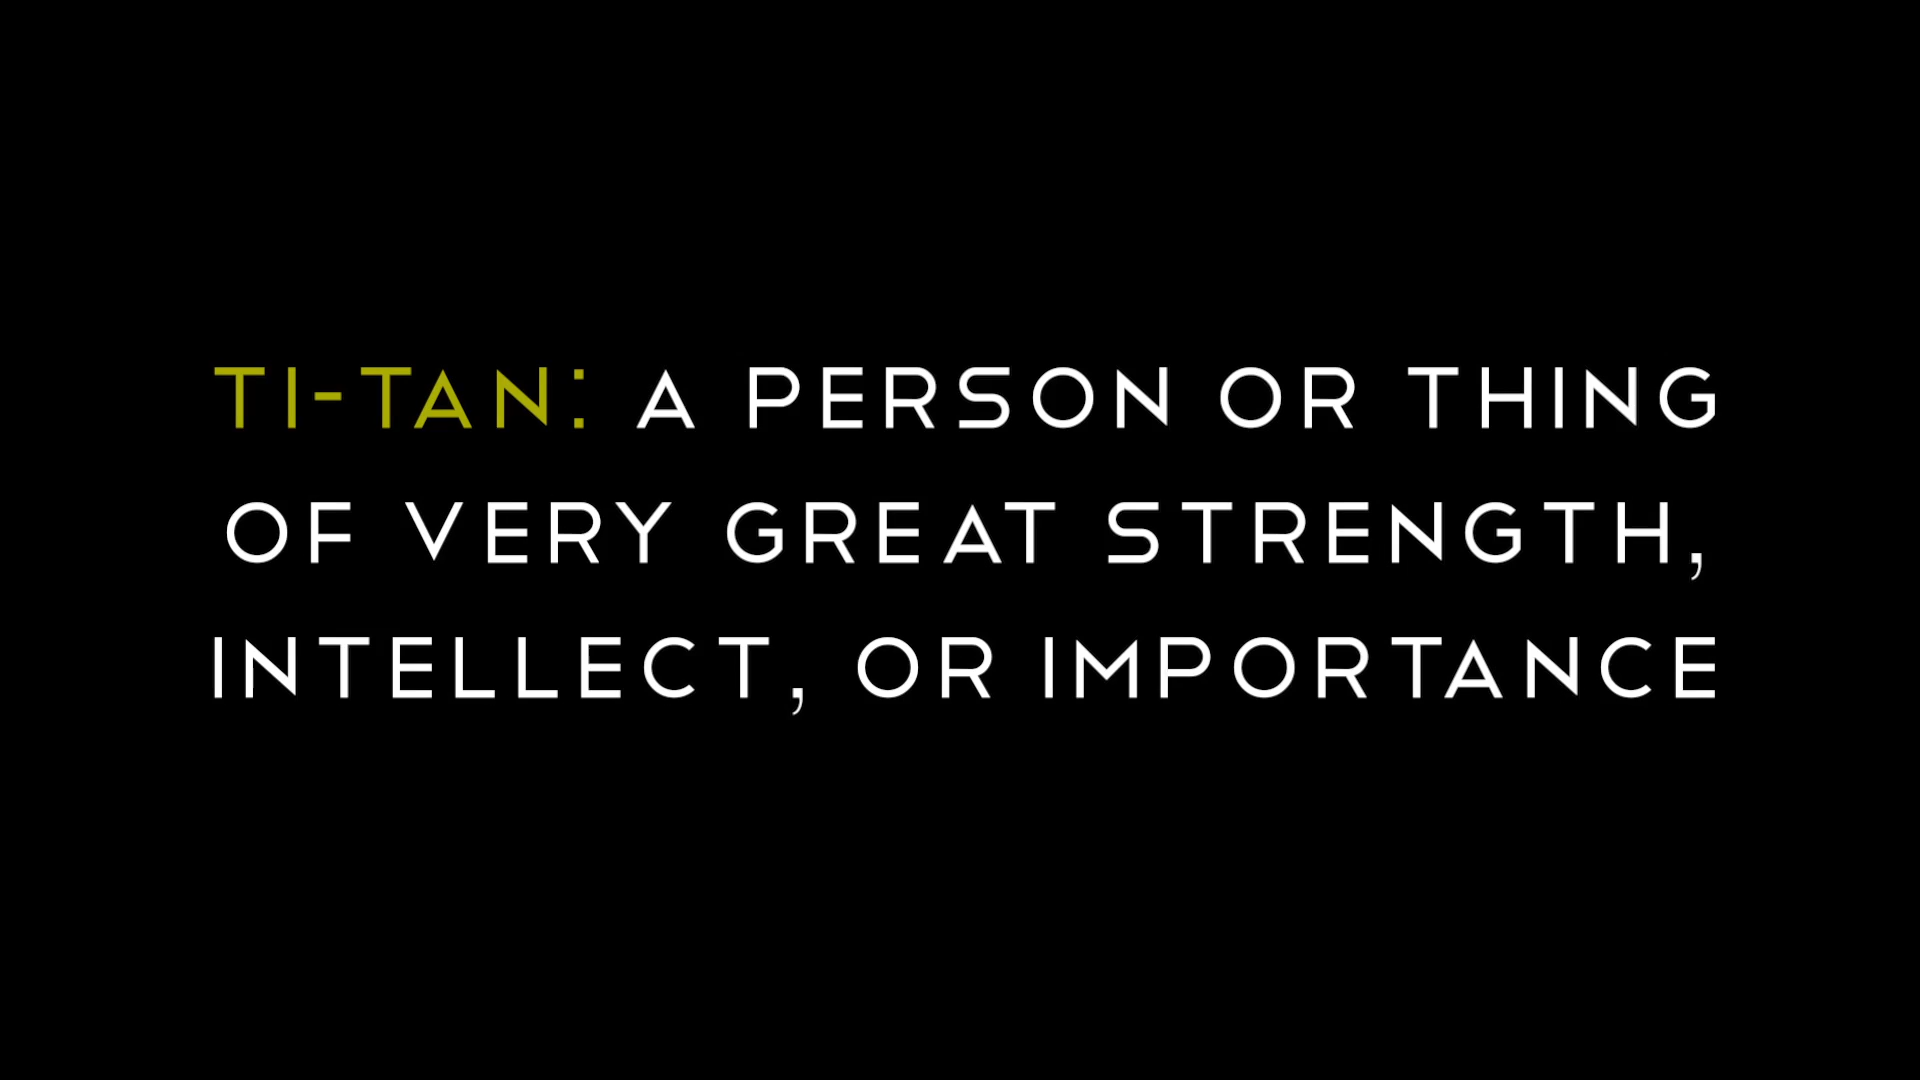 TI-TAN: A PERSON OR THING
OF VERY GREAT STRENGTH,
INTELLECT, OR IMPORTANCE